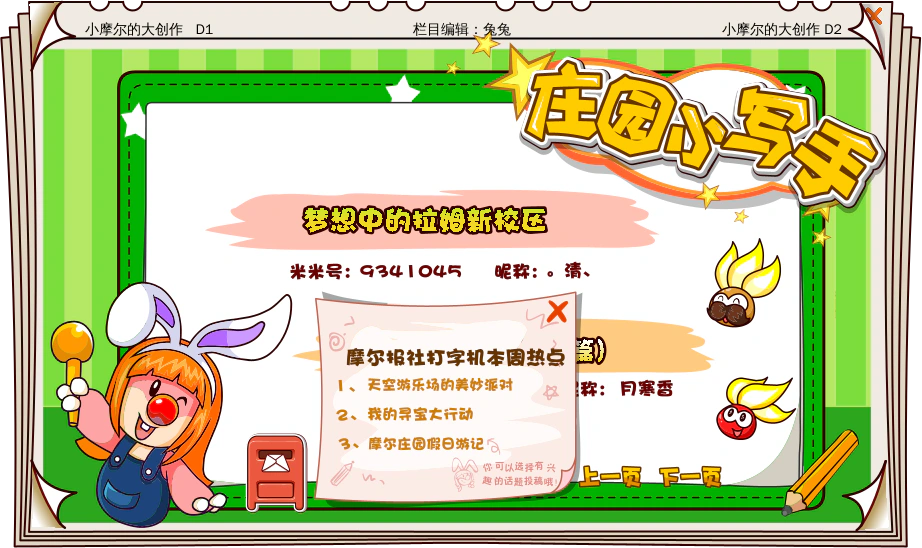 小摩尔的大创作 D1
栏目编辑：兔兔
小摩尔的大创作 D2
庄园小写手
梦想中的拉姆新校区
米米号：9341045 昵称：。清、
篇）
昵称：月寒香
摩尔报社打字机本周热点
1、天空游乐场的美妙派对
2、我的寻宝大行动
3、摩尔庄园假日游记
你可以选择有兴
趣的话题投稿哦
上一页 下一页